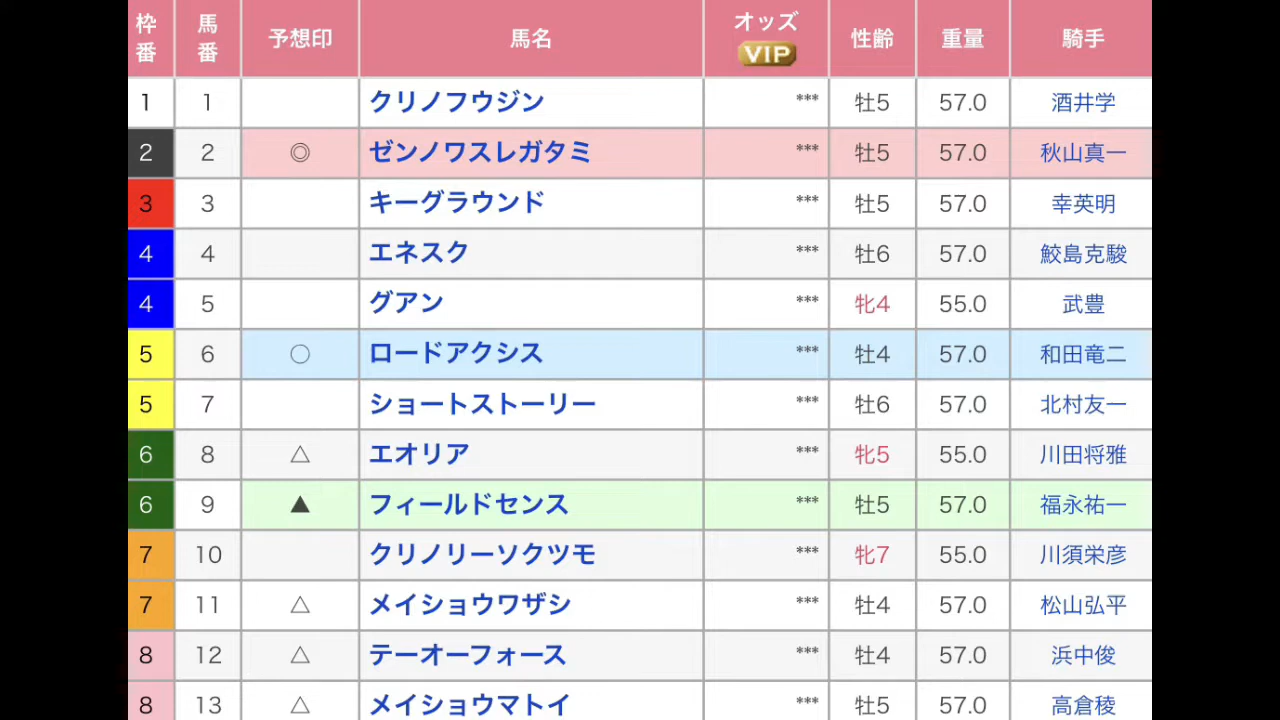 枠番 馬番 予想印 馬名 オッズ VIP 性齢 重量 騎手
1 1 クリノフウジン *** 牡5 57.0 酒井学
2 2 ◎ ゼンノワスレガタミ *** 牡5 57.0 秋山真一
3 3 キーグラウンド *** 牡5 57.0 幸英明
4 4 エネスク *** 牡6 57.0 鮫島克駿
4 5 グアン *** 牝4 55.0 武豊
5 6 ○ ロードアクシス *** 牡4 57.0 和田竜二
5 7 ショートストーリー *** 牡6 57.0 北村友一
6 8 △ エオリア *** 牝5 55.0 川田将雅
6 9 ▲ フィールドセンス *** 牡5 57.0 福永祐一
7 10 クリノリーソクツモ *** 牝7 55.0 川須栄彦
7 11 △ メイショウワザシ *** 牡4 57.0 松山弘平
8 12 △ テーオーフォース *** 牡4 57.0 浜中俊
8 13 △ メイショウマトイ *** 牡5 57.0 高倉稜